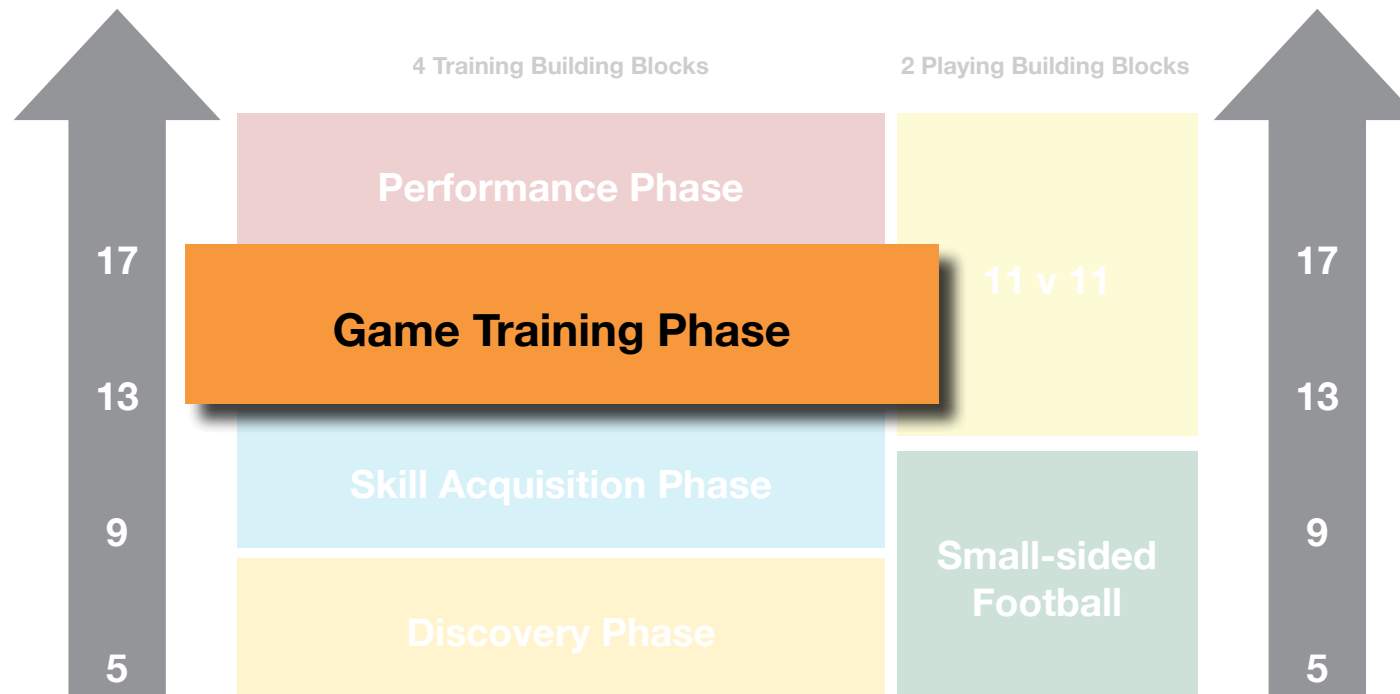 4 Training Building Blocks
2 Playing Building Blocks
Performance Phase
17
11 v 11
17
Game Training Phase
13
13
Skill Acquisition Phase
9
9
Small-sided
Football
Discovery Phase
5
5